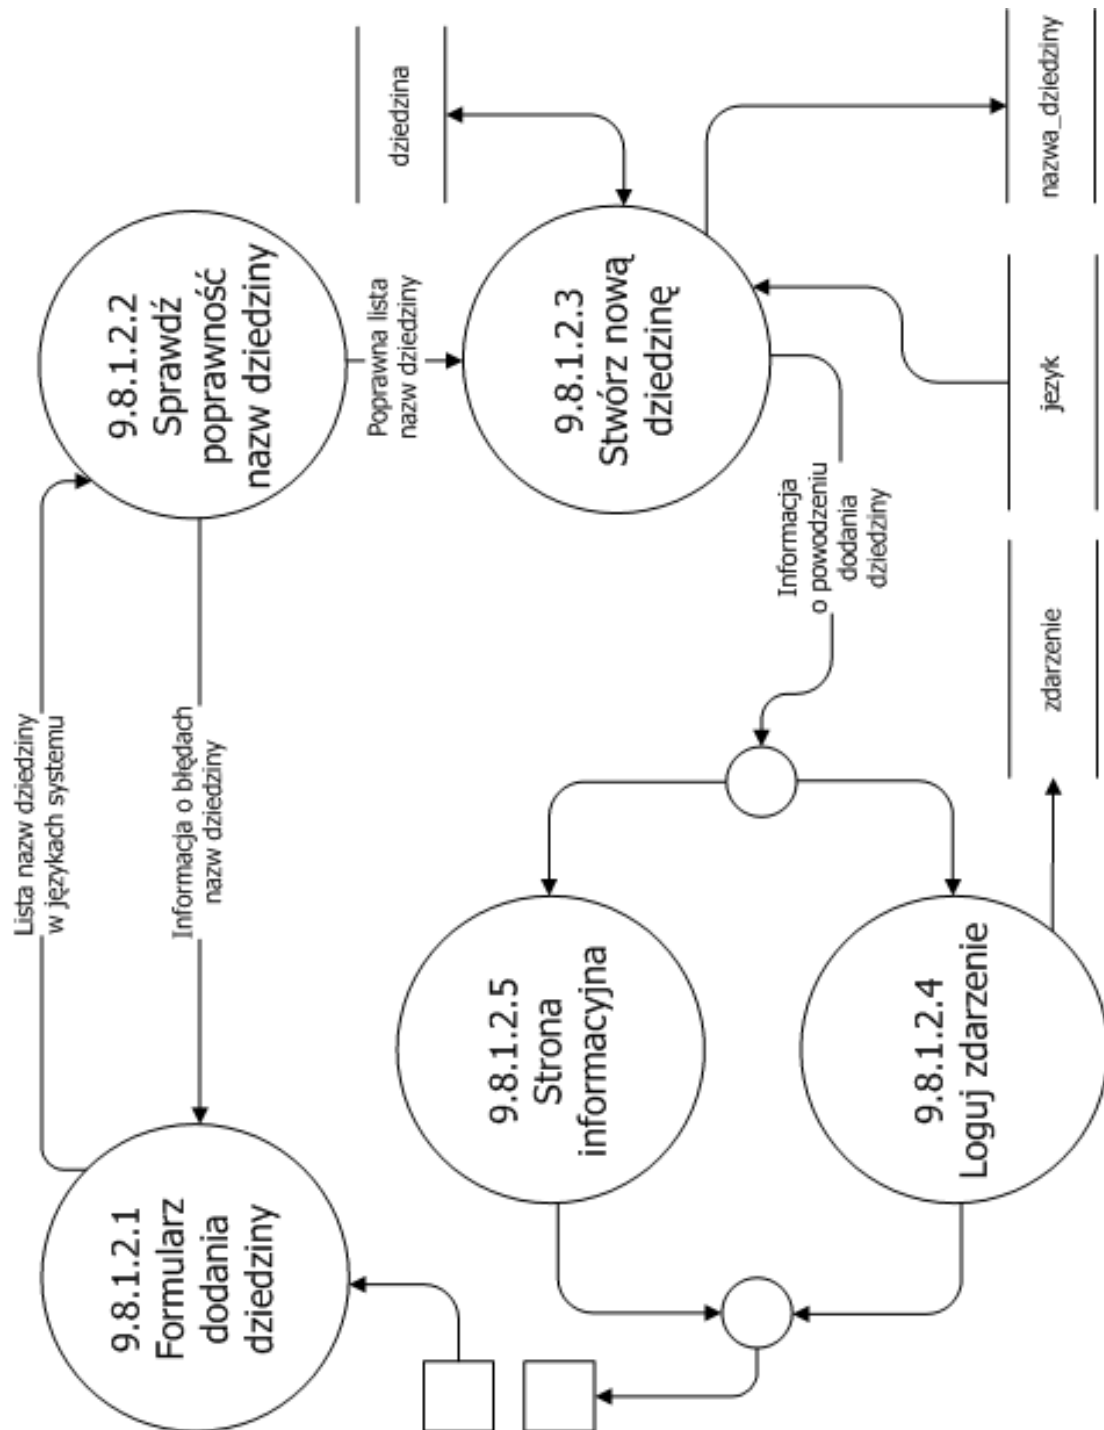 Lista nazw dziedziny
w językach systemu
9.8.1.2.1
Formularz
dodania
dziedziny
Informacja o błędach
nazw dziedziny
9.8.1.2.2
Sprawdź
poprawność
nazw dziedziny
Poprawna lista
nazw dziedziny
dziedzina
9.8.1.2.3
Stwórz nową
dziedzinę
9.8.1.2.5
Strona
informacyjna
Informacja
o powodzeniu
dodania
dziedziny
9.8.1.2.4
Loguj zdarzenie
zdarzenie
jezyk
nazwa_dziedziny